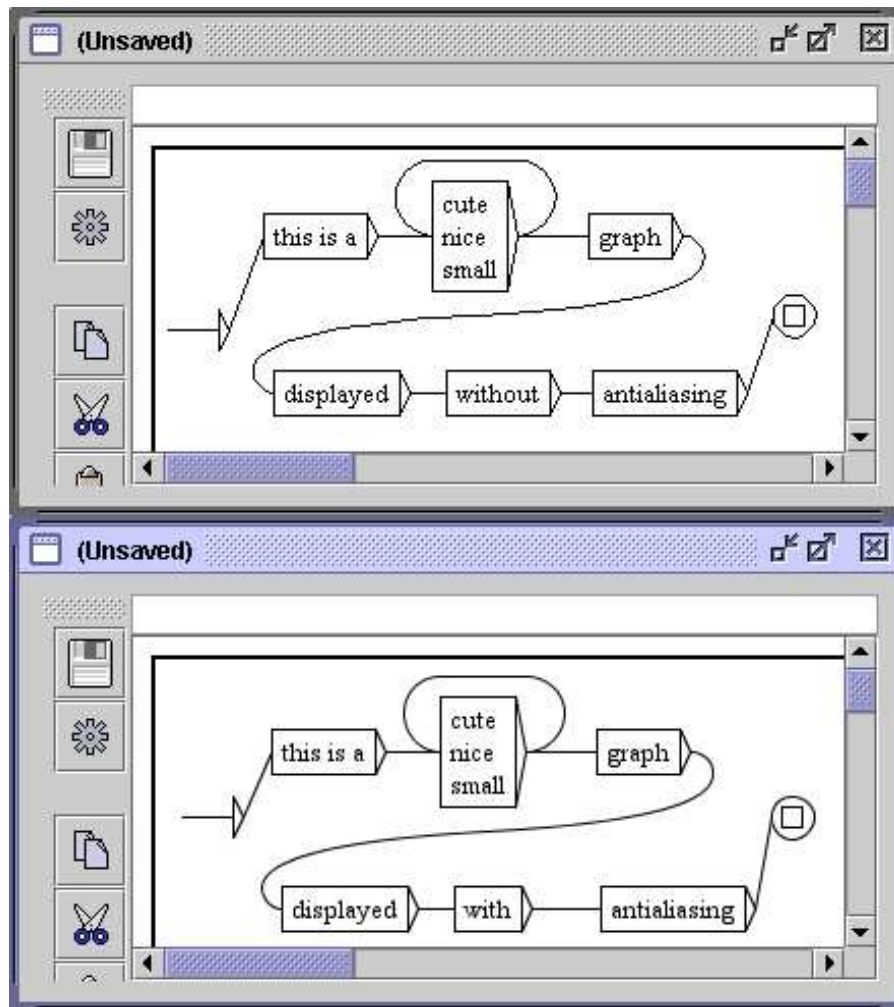 (Unsaved)
this is a
cute
nice
small
graph
displayed
without
antialiasing
(Unsaved)
this is a
cute
nice
small
graph
displayed
with
antialiasing